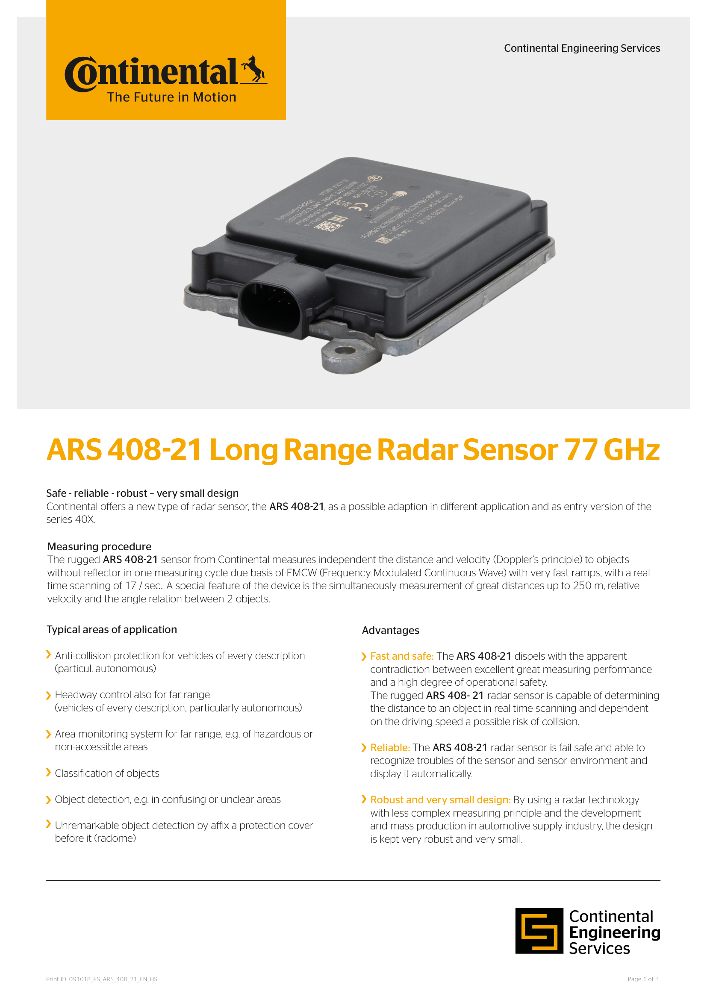 Continental
The Future in Motion
Continental Engineering Services
Made in Germany
ARS 408-21 Long Range Radar Sensor 77 GHz
Safe - reliable - robust – very small design
Continental offers a new type of radar sensor, the ARS 408-21, as a possible adaption in different application and as entry version of the
series 40X.
Measuring procedure
The rugged ARS 408-21 sensor from Continental measures independent the distance and velocity (Doppler’s principle) to objects
without reflector in one measuring cycle due basis of FMCW (Frequency Modulated Continuous Wave) with very fast ramps, with a real
time scanning of 17 / sec.. A special feature of the device is the simultaneously measurement of great distances up to 250 m, relative
velocity and the angle relation between 2 objects.
Typical areas of application
Anti-collision protection for vehicles of every description
(particul. autonomous)
Headway control also for far range
(vehicles of every description, particularly autonomous)
Area monitoring system for far range, e.g. of hazardous or
non-accessible areas
Classification of objects
Object detection, e.g. in confusing or unclear areas
Unremarkable object detection by affix a protection cover
before it (radome)
Advantages
Fast and safe: The ARS 408-21 dispels with the apparent
contradiction between excellent great measuring performance
and a high degree of operational safety.
The rugged ARS 408- 21 radar sensor is capable of determining
the distance to an object in real time scanning and dependent
on the driving speed a possible risk of collision.
Reliable: The ARS 408-21 radar sensor is fail-safe and able to
recognize troubles of the sensor and sensor environment and
display it automatically.
Robust and very small design: By using a radar technology
with less complex measuring principle and the development
and mass production in automotive supply industry, the design
is kept very robust and very small.
Continental
Engineering
Services
Print ID: 091018_FS_ARS_408_21_EN_HS
Page 1 of 3